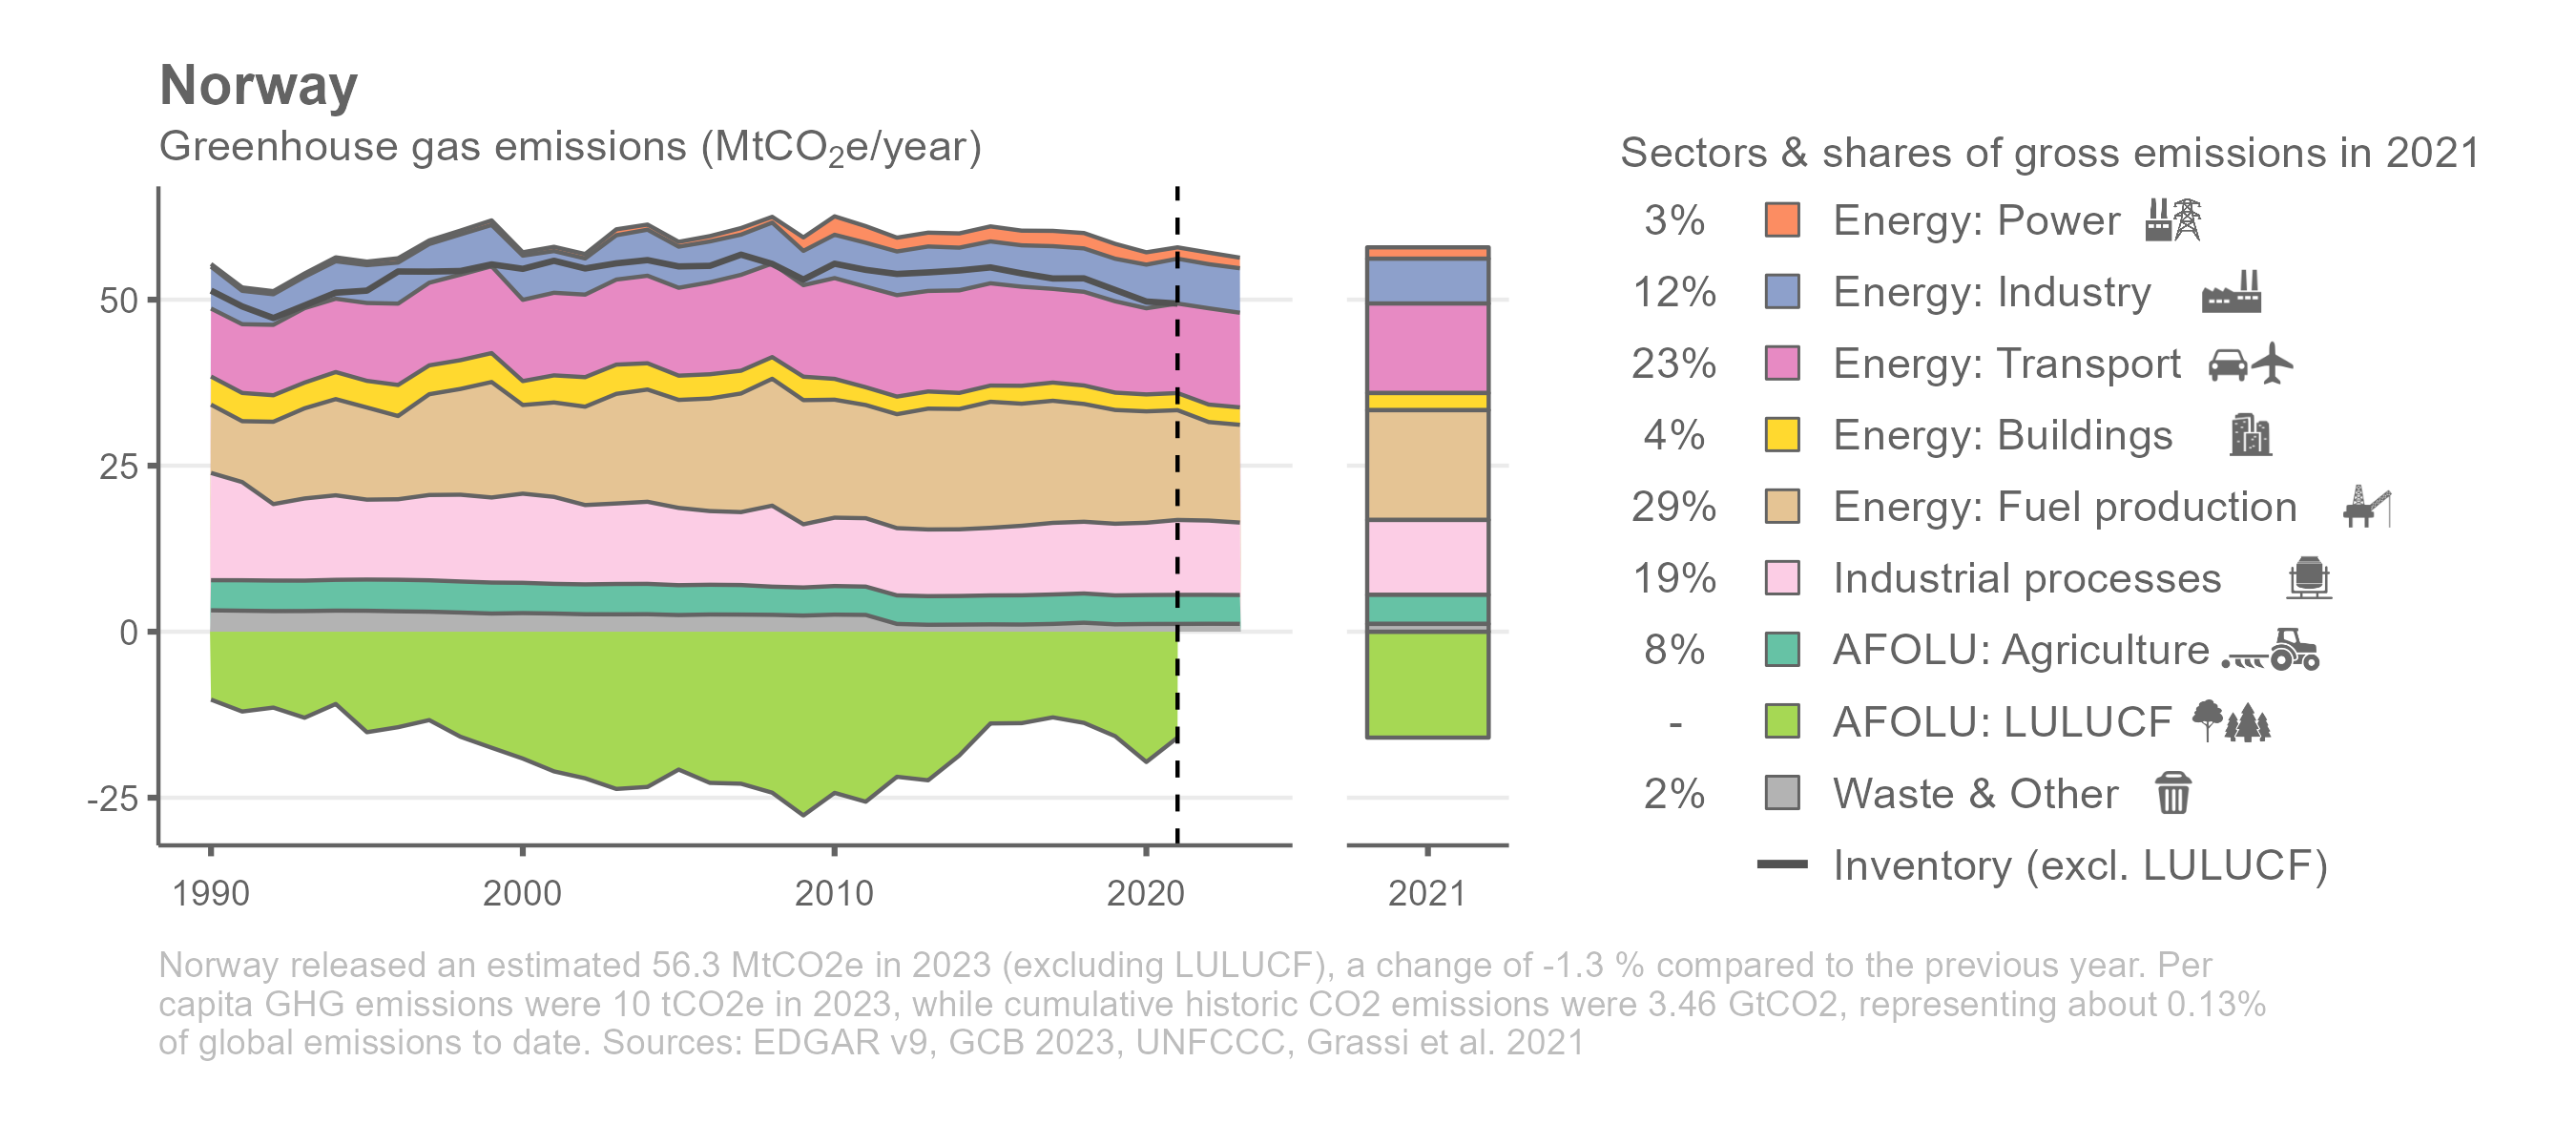 Norway
Greenhouse gas emissions (MtCO₂e/year)
50
25
0
-25
1990 2000 2010 2020 2021
Sectors & shares of gross emissions in 2021
3% Energy: Power
12% Energy: Industry
23% Energy: Transport
4% Energy: Buildings
29% Energy: Fuel production
19% Industrial processes
8% AFOLU: Agriculture
- AFOLU: LULUCF
2% Waste & Other
Inventory (excl. LULUCF)
Norway released an estimated 56.3 MtCO2e in 2023 (excluding LULUCF), a change of -1.3 % compared to the previous year. Per
capita GHG emissions were 10 tCO2e in 2023, while cumulative historic CO2 emissions were 3.46 GtCO2, representing about 0.13%
of global emissions to date. Sources: EDGAR v9, GCB 2023, UNFCCC, Grassi et al. 2021